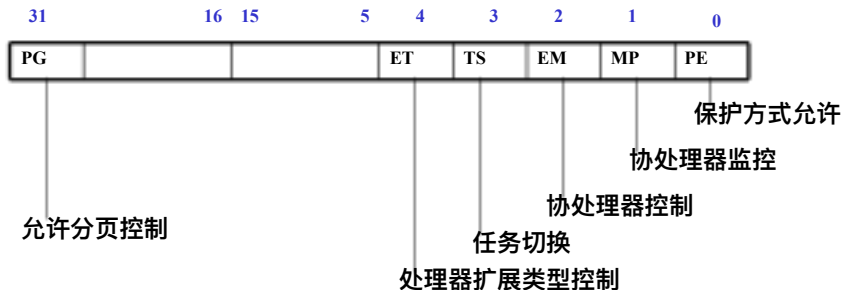 31 16 15 5 4 3 2 1 0
PG ET TS EM MP PE
保护方式允许
协处理器监控
协处理器控制
允许分页控制
任务切换
处理器扩展类型控制